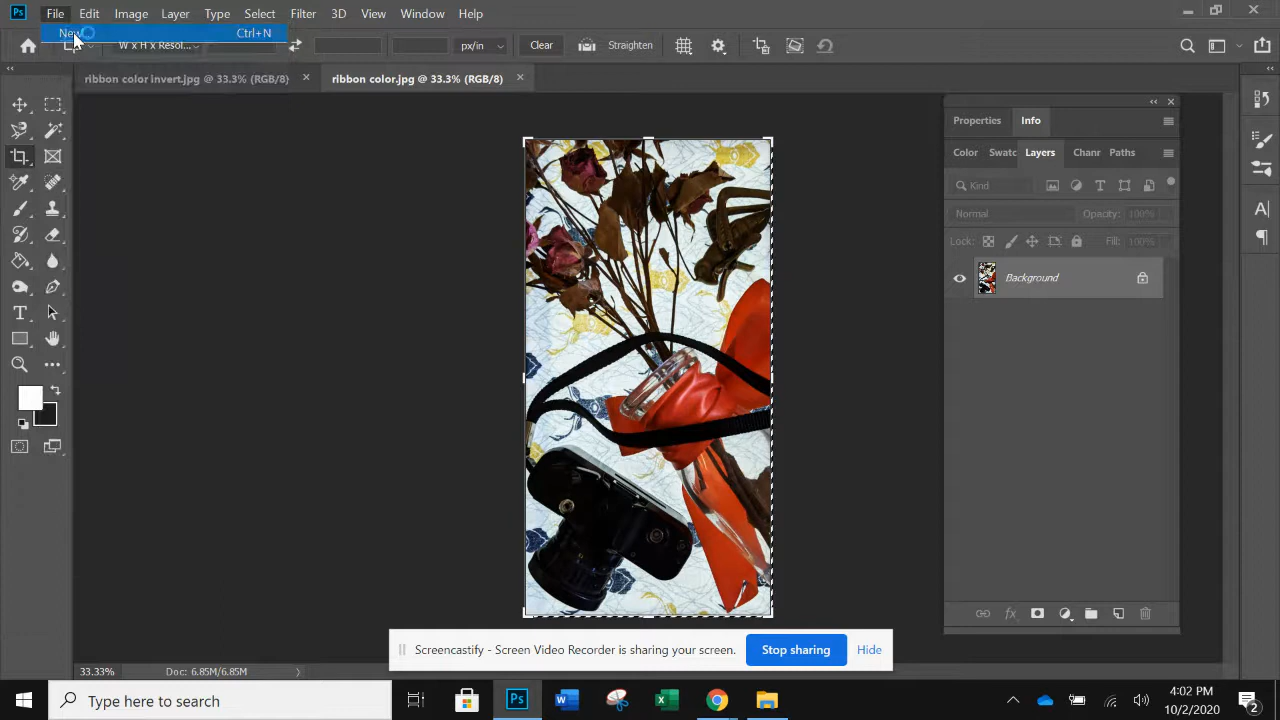 Ps File Edit Image Layer Type Select Filter 3D View Window Help
New... Ctrl+N
W x H x Resol... px/in Clear Straighten
ribbon color invert.jpg @ 33.3% (RGB/8) × ribbon color.jpg @ 33.3% (RGB/8) ×
Properties Info
Color Swatc Layers Chanr Paths
Kind
Normal Opacity: 100%
Lock: Fill: 100%
Background
Screencastify - Screen Video Recorder is sharing your screen. Stop sharing Hide
33.33% Doc: 6.85M/6.85M
Type here to search
4:02 PM
10/2/2020
2